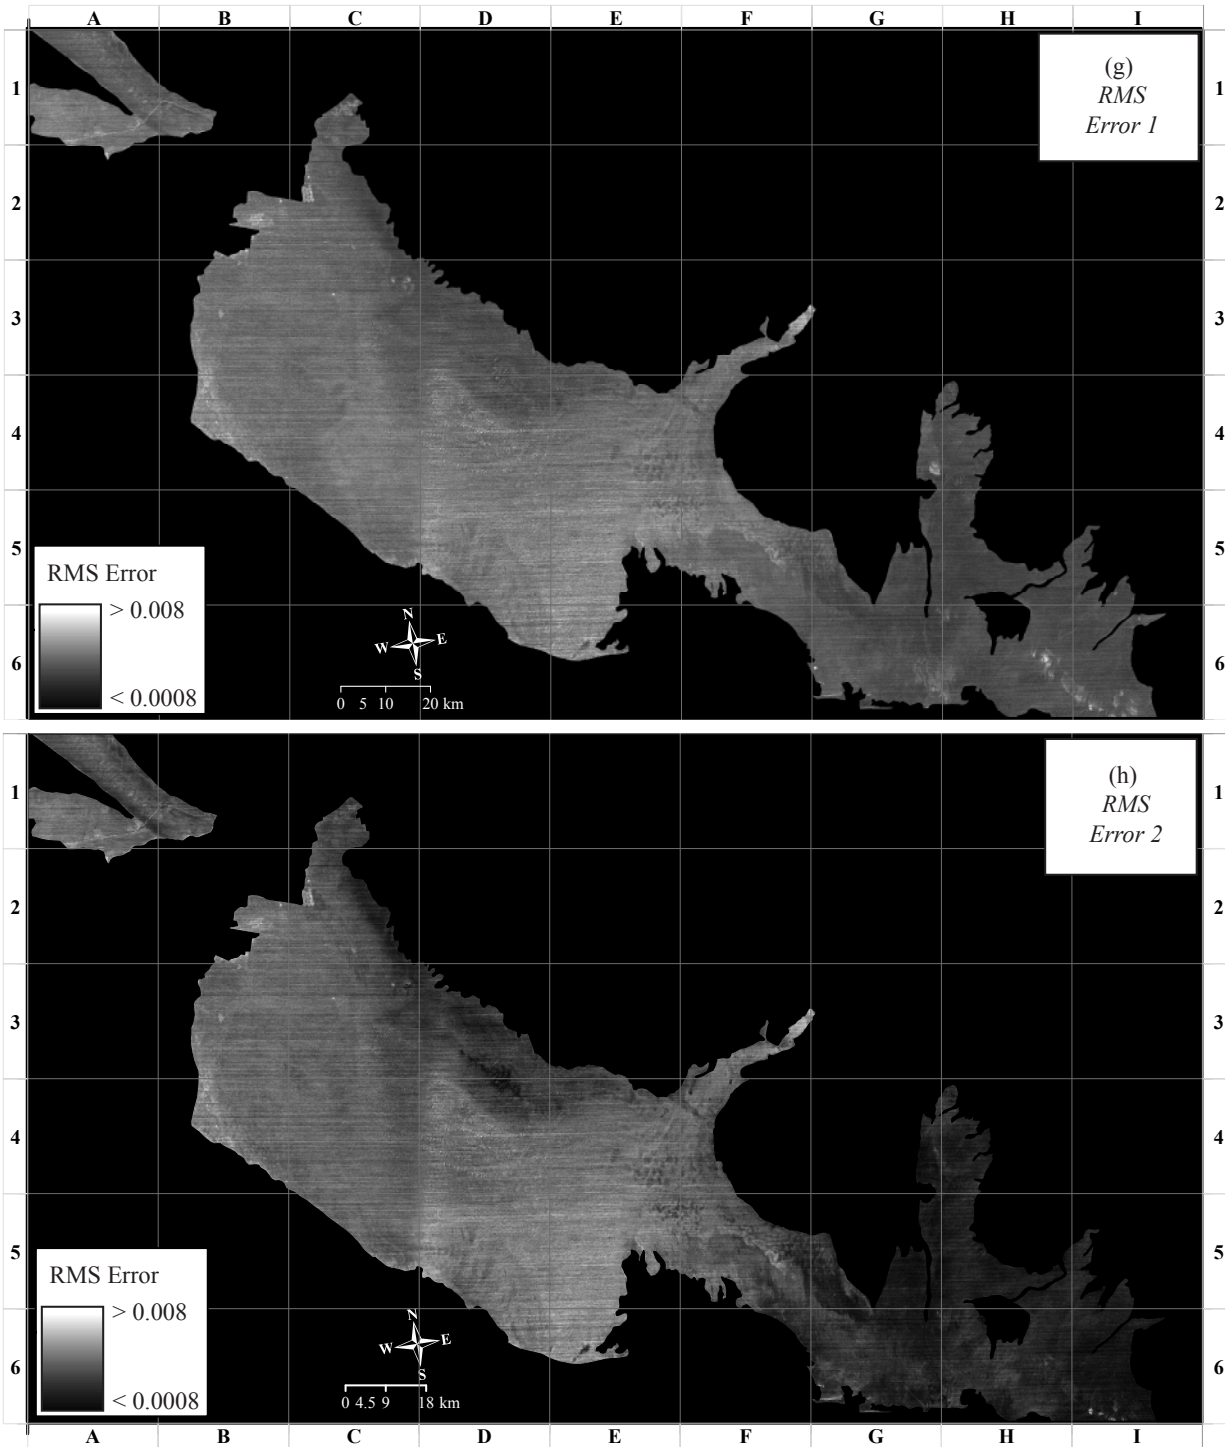 A B C D E F G H I
1 1
(g)
RMS
Error 1
2 2
3 3
4 4
5 5
RMS Error
> 0.008
< 0.0008
N
W E
S
6 6
0 5 10 20 km
1 1
(h)
RMS
Error 2
2 2
3 3
4 4
5 5
RMS Error
> 0.008
< 0.0008
N
W E
S
6 6
0 4.5 9 18 km
A B C D E F G H I